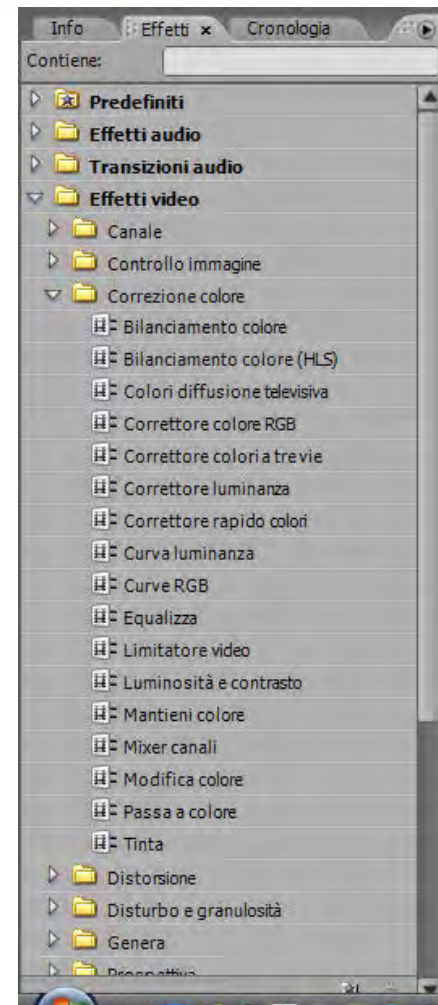 Info Effetti x Cronologia
Contiene:
Predefiniti
Effetti audio
Transizioni audio
Effetti video
Canale
Controllo immagine
Correzione colore
Bilanciamento colore
Bilanciamento colore (HLS)
Colori diffusione televisiva
Correttore colore RGB
Correttore colori a tre vie
Correttore luminanza
Correttore rapido colori
Curva luminanza
Curve RGB
Equalizza
Limitatore video
Luminosità e contrasto
Mantieni colore
Mixer canali
Modifica colore
Passa a colore
Tinta
Distorsione
Disturbo e granulosità
Genera